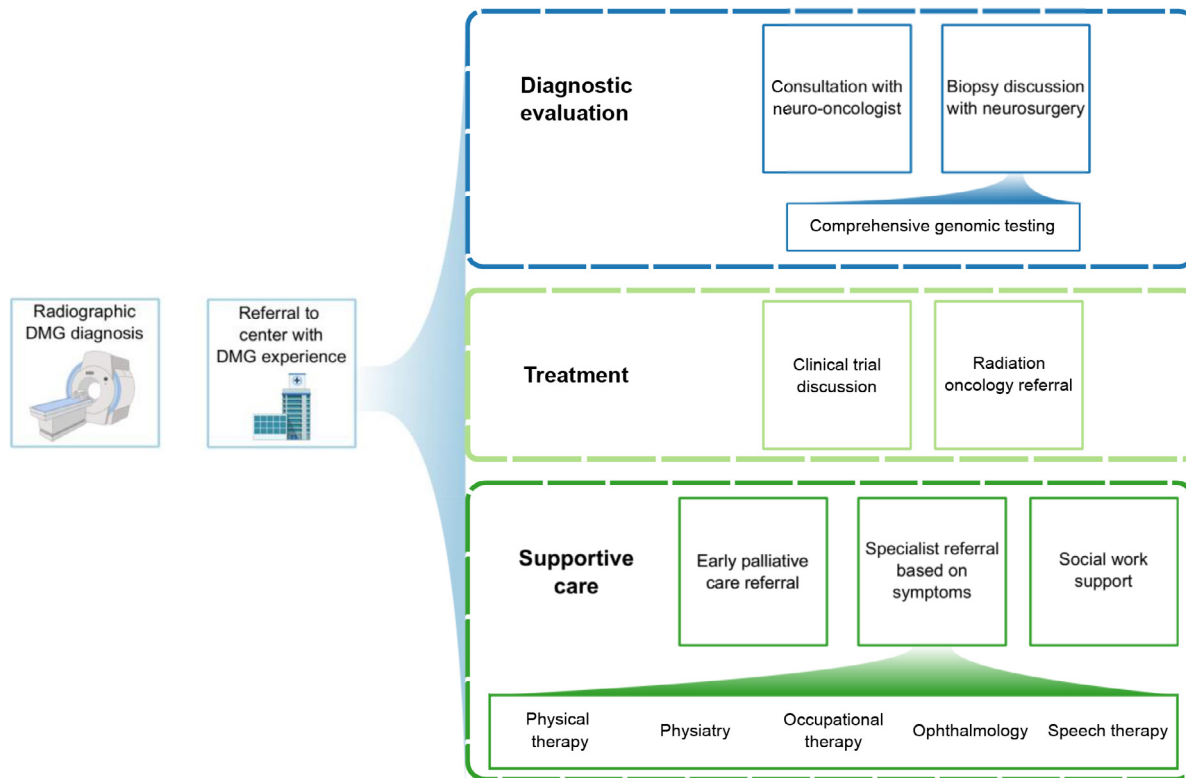 Radiographic
DMG diagnosis
Referral to
center with
DMG experience
Diagnostic
evaluation
Consultation with
neuro-oncologist
Biopsy discussion
with neurosurgery
Comprehensive genomic testing
Treatment
Clinical trial
discussion
Radiation
oncology referral
Supportive
care
Early palliative
care referral
Specialist referral
based on
symptoms
Social work
support
Physical
therapy
Physiatry
Occupational
therapy
Ophthalmology
Speech therapy